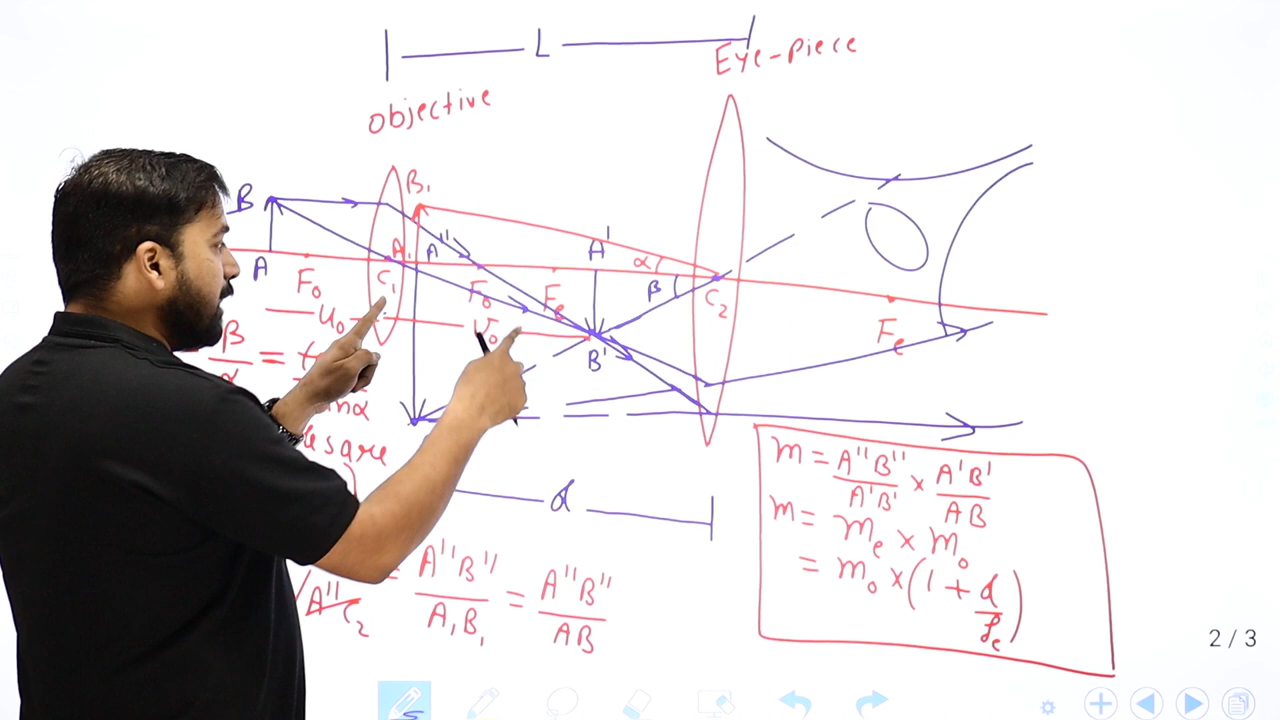 L
Eye-piece
objective
B B₁
A' 
A A₁ A'' α
C₁ β C₂
F₀ F₀ Fe
u₀ v₀ Fe
B'
β/α =
α
d
m = A''B''/A'B' × A'B'/AB
m = me × m₀
= m₀ × (1 + d/fe)
/A''C₂ = A''B''/A₁B₁ = A''B''/AB
2 / 3